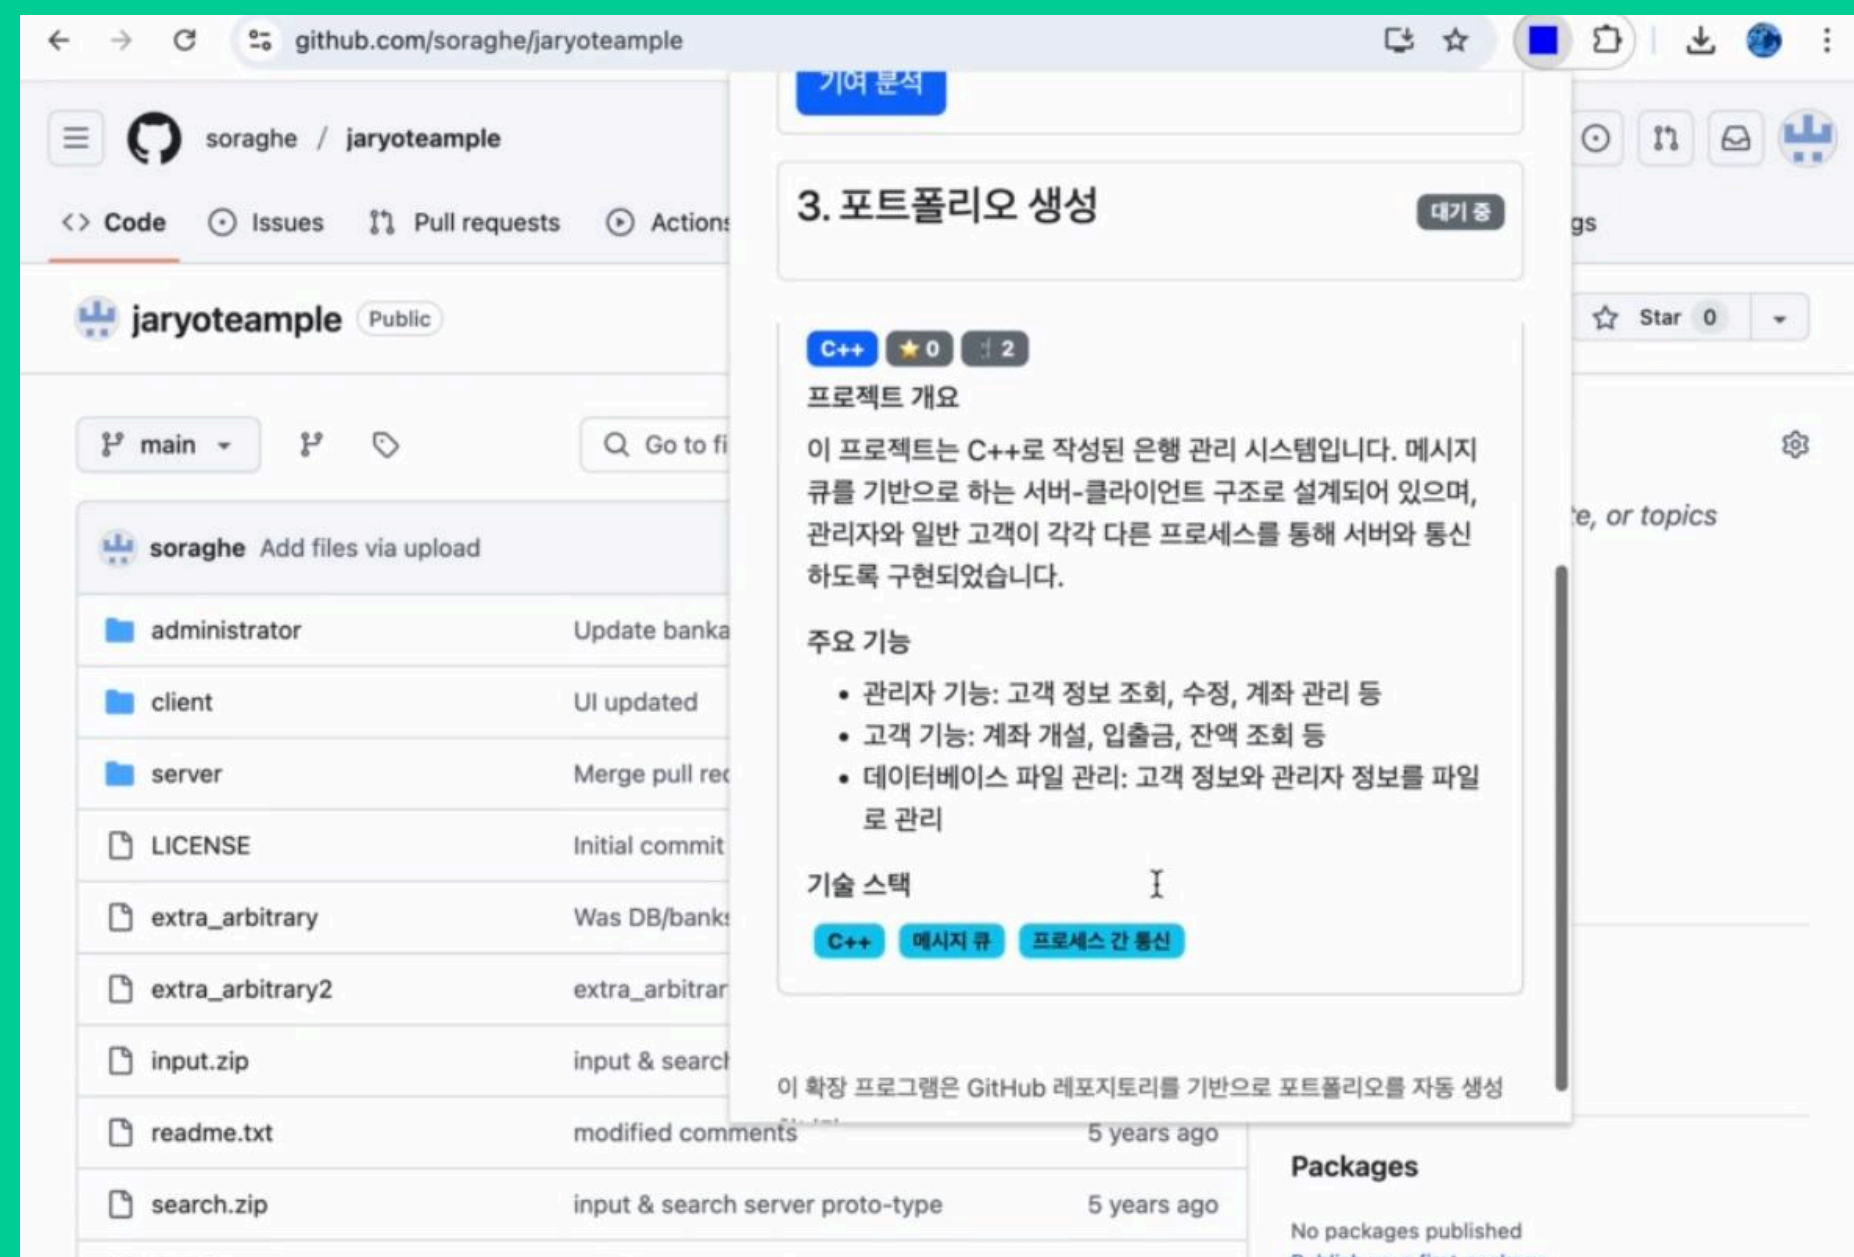 github.com/soraghe/jaryoteample
soraghe / jaryoteample
Code
Issues
Pull requests
Actions
gs
jaryoteample
Public
Star 0
main
Go to fi
te, or topics
soraghe Add files via upload
administrator Update banka
client UI updated
server Merge pull req
LICENSE Initial commit
extra_arbitrary Was DB/banks
extra_arbitrary2 extra_arbitrar
input.zip input & search
readme.txt modified comments 5 years ago
search.zip input & search server proto-type 5 years ago
Packages
No packages published
기여 분석
3. 포트폴리오 생성
대기 중
C++ ⭐ 0 2
프로젝트 개요
이 프로젝트는 C++로 작성된 은행 관리 시스템입니다. 메시지
큐를 기반으로 하는 서버-클라이언트 구조로 설계되어 있으며,
관리자와 일반 고객이 각각 다른 프로세스를 통해 서버와 통신
하도록 구현되었습니다.
주요 기능
• 관리자 기능: 고객 정보 조회, 수정, 계좌 관리 등
• 고객 기능: 계좌 개설, 입출금, 잔액 조회 등
• 데이터베이스 파일 관리: 고객 정보와 관리자 정보를 파일
로 관리
기술 스택
C++ 메시지 큐 프로세스 간 통신
이 확장 프로그램은 GitHub 레포지토리를 기반으로 포트폴리오를 자동 생성